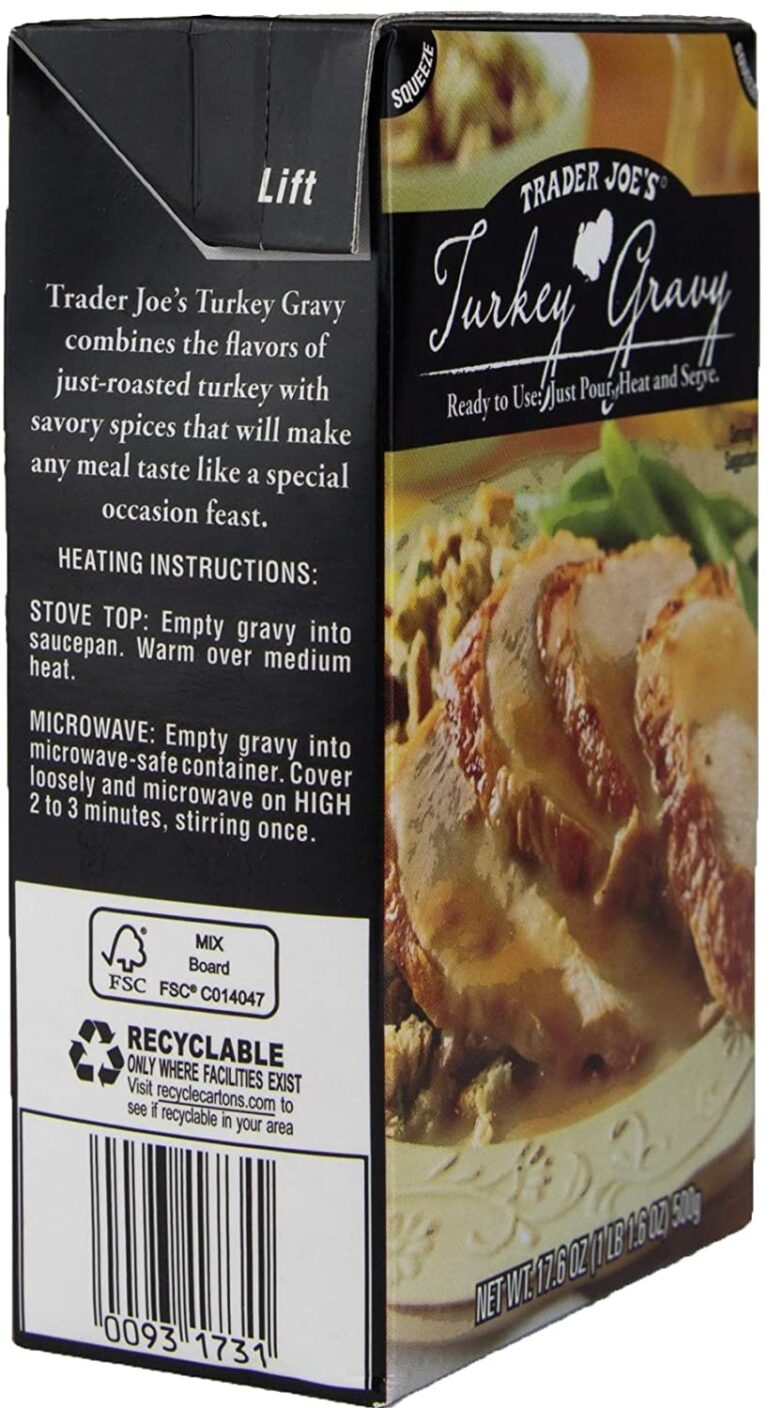 Lift
Trader Joe's Turkey Gravy
combines the flavors of
just-roasted turkey with
savory spices that will make
any meal taste like a special
occasion feast.
HEATING INSTRUCTIONS:
STOVE TOP: Empty gravy into
saucepan. Warm over medium
heat.
MICROWAVE: Empty gravy into
microwave-safe container. Cover
loosely and microwave on HIGH
2 to 3 minutes, stirring once.
MIX
Board
FSC® C014047
FSC
RECYCLABLE
ONLY WHERE FACILITIES EXIST
Visit recyclecartons.com to
see if recyclable in your area
0093 1731
SQUEEZE
TRADER JOE'S®
Turkey Gravy
Ready to Use: Just Pour, Heat and Serve.
Serving
Suggestion
NET WT. 17.6 OZ (1 LB 1.6 OZ) 500g